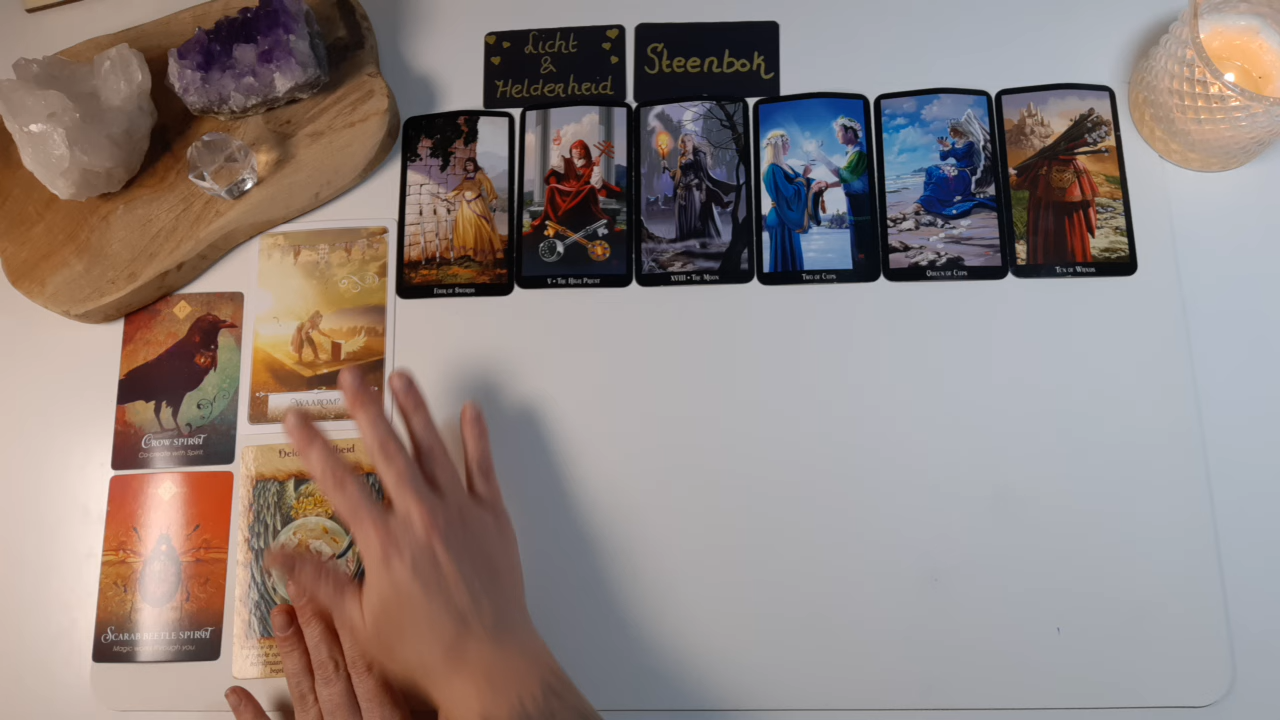 Licht
&
Helderheid
Steenbok
Four of Swords
V • The High Priest
XVIII • The Moon
Two of Cups
Queen of Cups
Ten of Wands
Crow Spirit
Co-create with Spirit
Waarom?
Scarab Beetle Spirit
Magic works through you